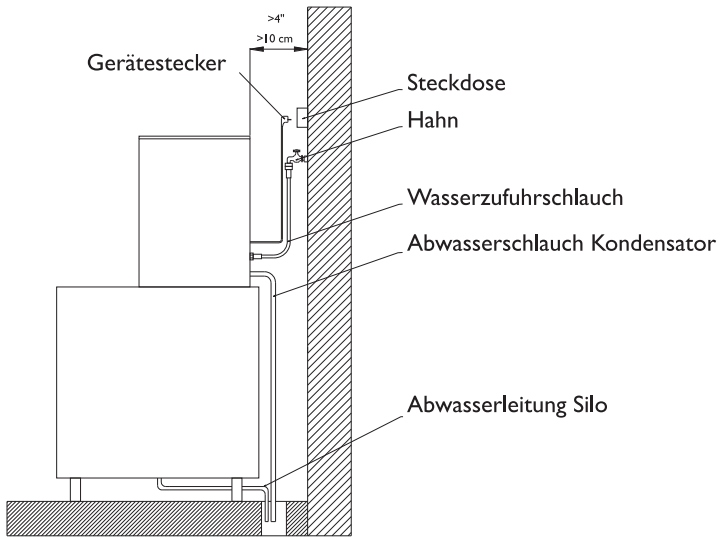 >4"
>10 cm
Gerätestecker
Steckdose
Hahn
Wasserzufuhrschlauch
Abwasserschlauch Kondensator
Abwasserleitung Silo